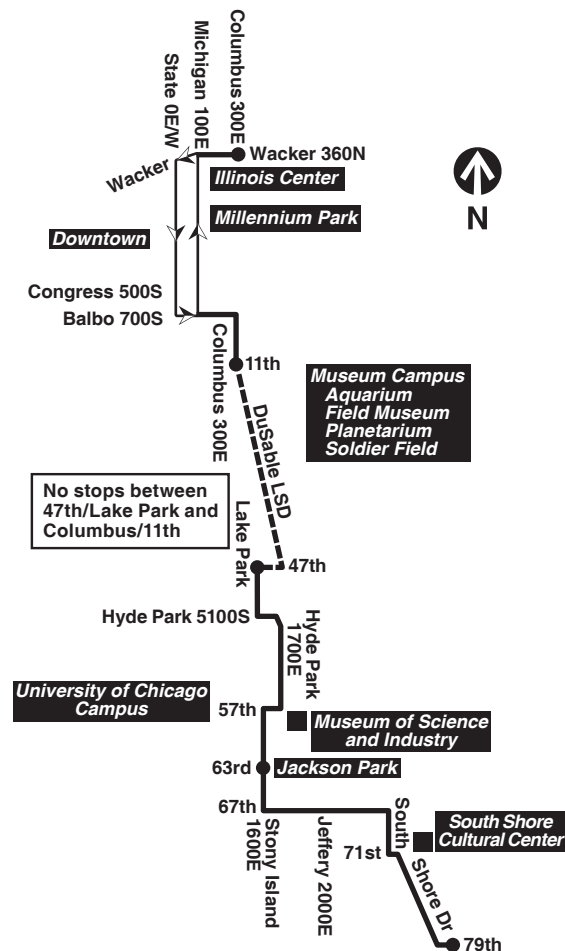 State 0E/W
Michigan 100E
Columbus 300E
Wacker
Wacker 360N
Illinois Center
Millennium Park
N
Downtown
Congress 500S
Balbo 700S
Columbus 300E
11th
Museum Campus
Aquarium
Field Museum
Planetarium
Soldier Field
DuSable LSD
No stops between
47th/Lake Park and
Columbus/11th
Lake Park
47th
Hyde Park 5100S
Hyde Park
1700E
University of Chicago
Campus
57th
Museum of Science
and Industry
63rd
Jackson Park
67th
Stony Island
1600E
Jeffery 2000E
71st
South
Shore Dr
South Shore
Cultural Center
79th